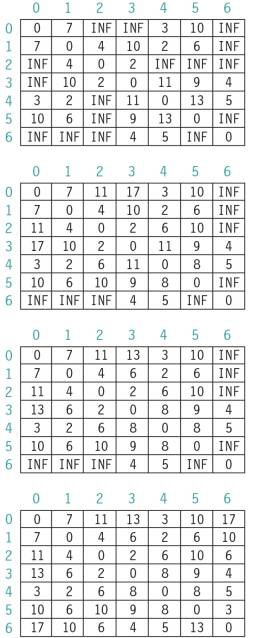 0 1 2 3 4 5 6
0 0 7 INF INF 3 10 INF
1 7 0 4 10 2 6 INF
2 INF 4 0 2 INF INF INF
3 INF 10 2 0 11 9 4
4 3 2 INF 11 0 13 5
5 10 6 INF 9 13 0 INF
6 INF INF INF 4 5 INF 0
0 1 2 3 4 5 6
0 0 7 11 17 3 10 INF
1 7 0 4 10 2 6 INF
2 11 4 0 2 6 10 INF
3 17 10 2 0 11 9 4
4 3 2 6 11 0 8 5
5 10 6 10 9 8 0 INF
6 INF INF INF 4 5 INF 0
0 1 2 3 4 5 6
0 0 7 11 13 3 10 INF
1 7 0 4 6 2 6 INF
2 11 4 0 2 6 10 INF
3 13 6 2 0 8 9 4
4 3 2 6 8 0 8 5
5 10 6 10 9 8 0 INF
6 INF INF INF 4 5 INF 0
0 1 2 3 4 5 6
0 0 7 11 13 3 10 17
1 7 0 4 6 2 6 10
2 11 4 0 2 6 10 6
3 13 6 2 0 8 9 4
4 3 2 6 8 0 8 5
5 10 6 10 9 8 0 3
6 17 10 6 4 5 13 0